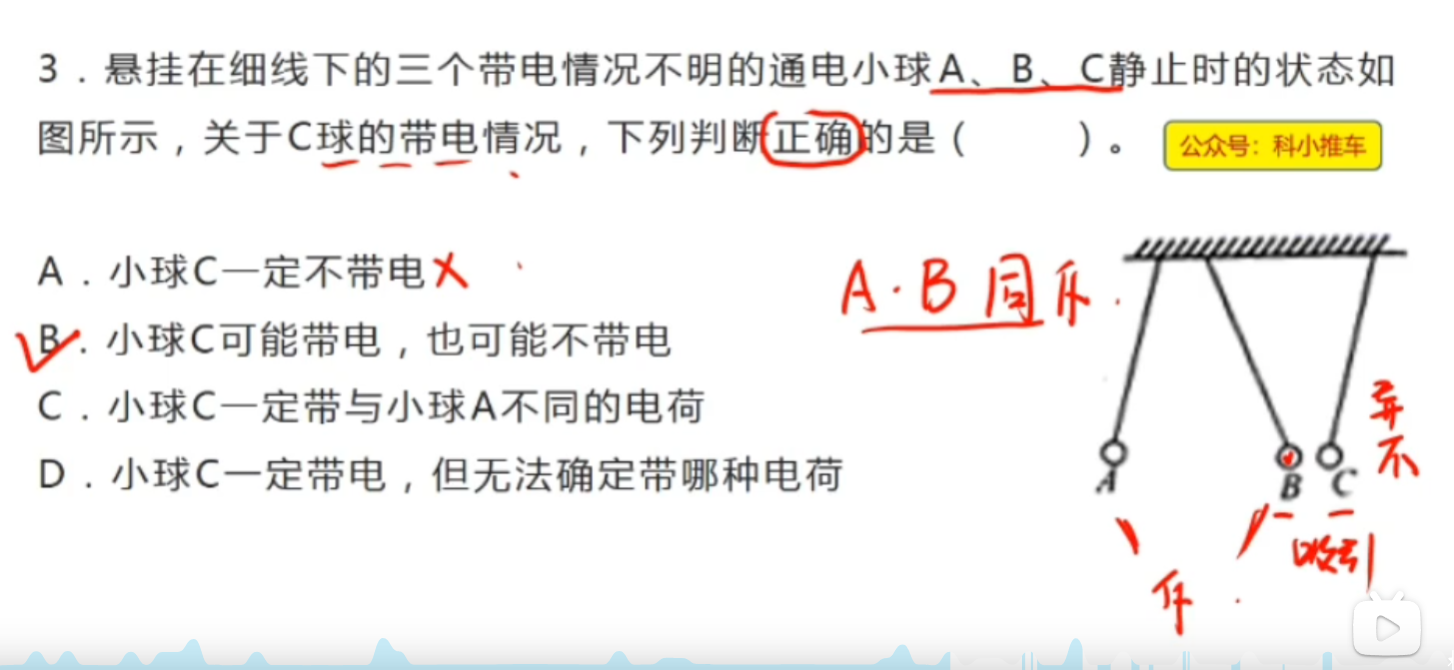 3．悬挂在细线下的三个带电情况不明的通电小球A、B、C静止时的状态如
图所示，关于C球的带电情况，下列判断正确的是（　　）。
公众号：科小推车
A．小球C一定不带电
B．小球C可能带电，也可能不带电
C．小球C一定带与小球A不同的电荷
D．小球C一定带电，但无法确定带哪种电荷
A·B 同斥.
异
不
A
B
C
吸引
斥.